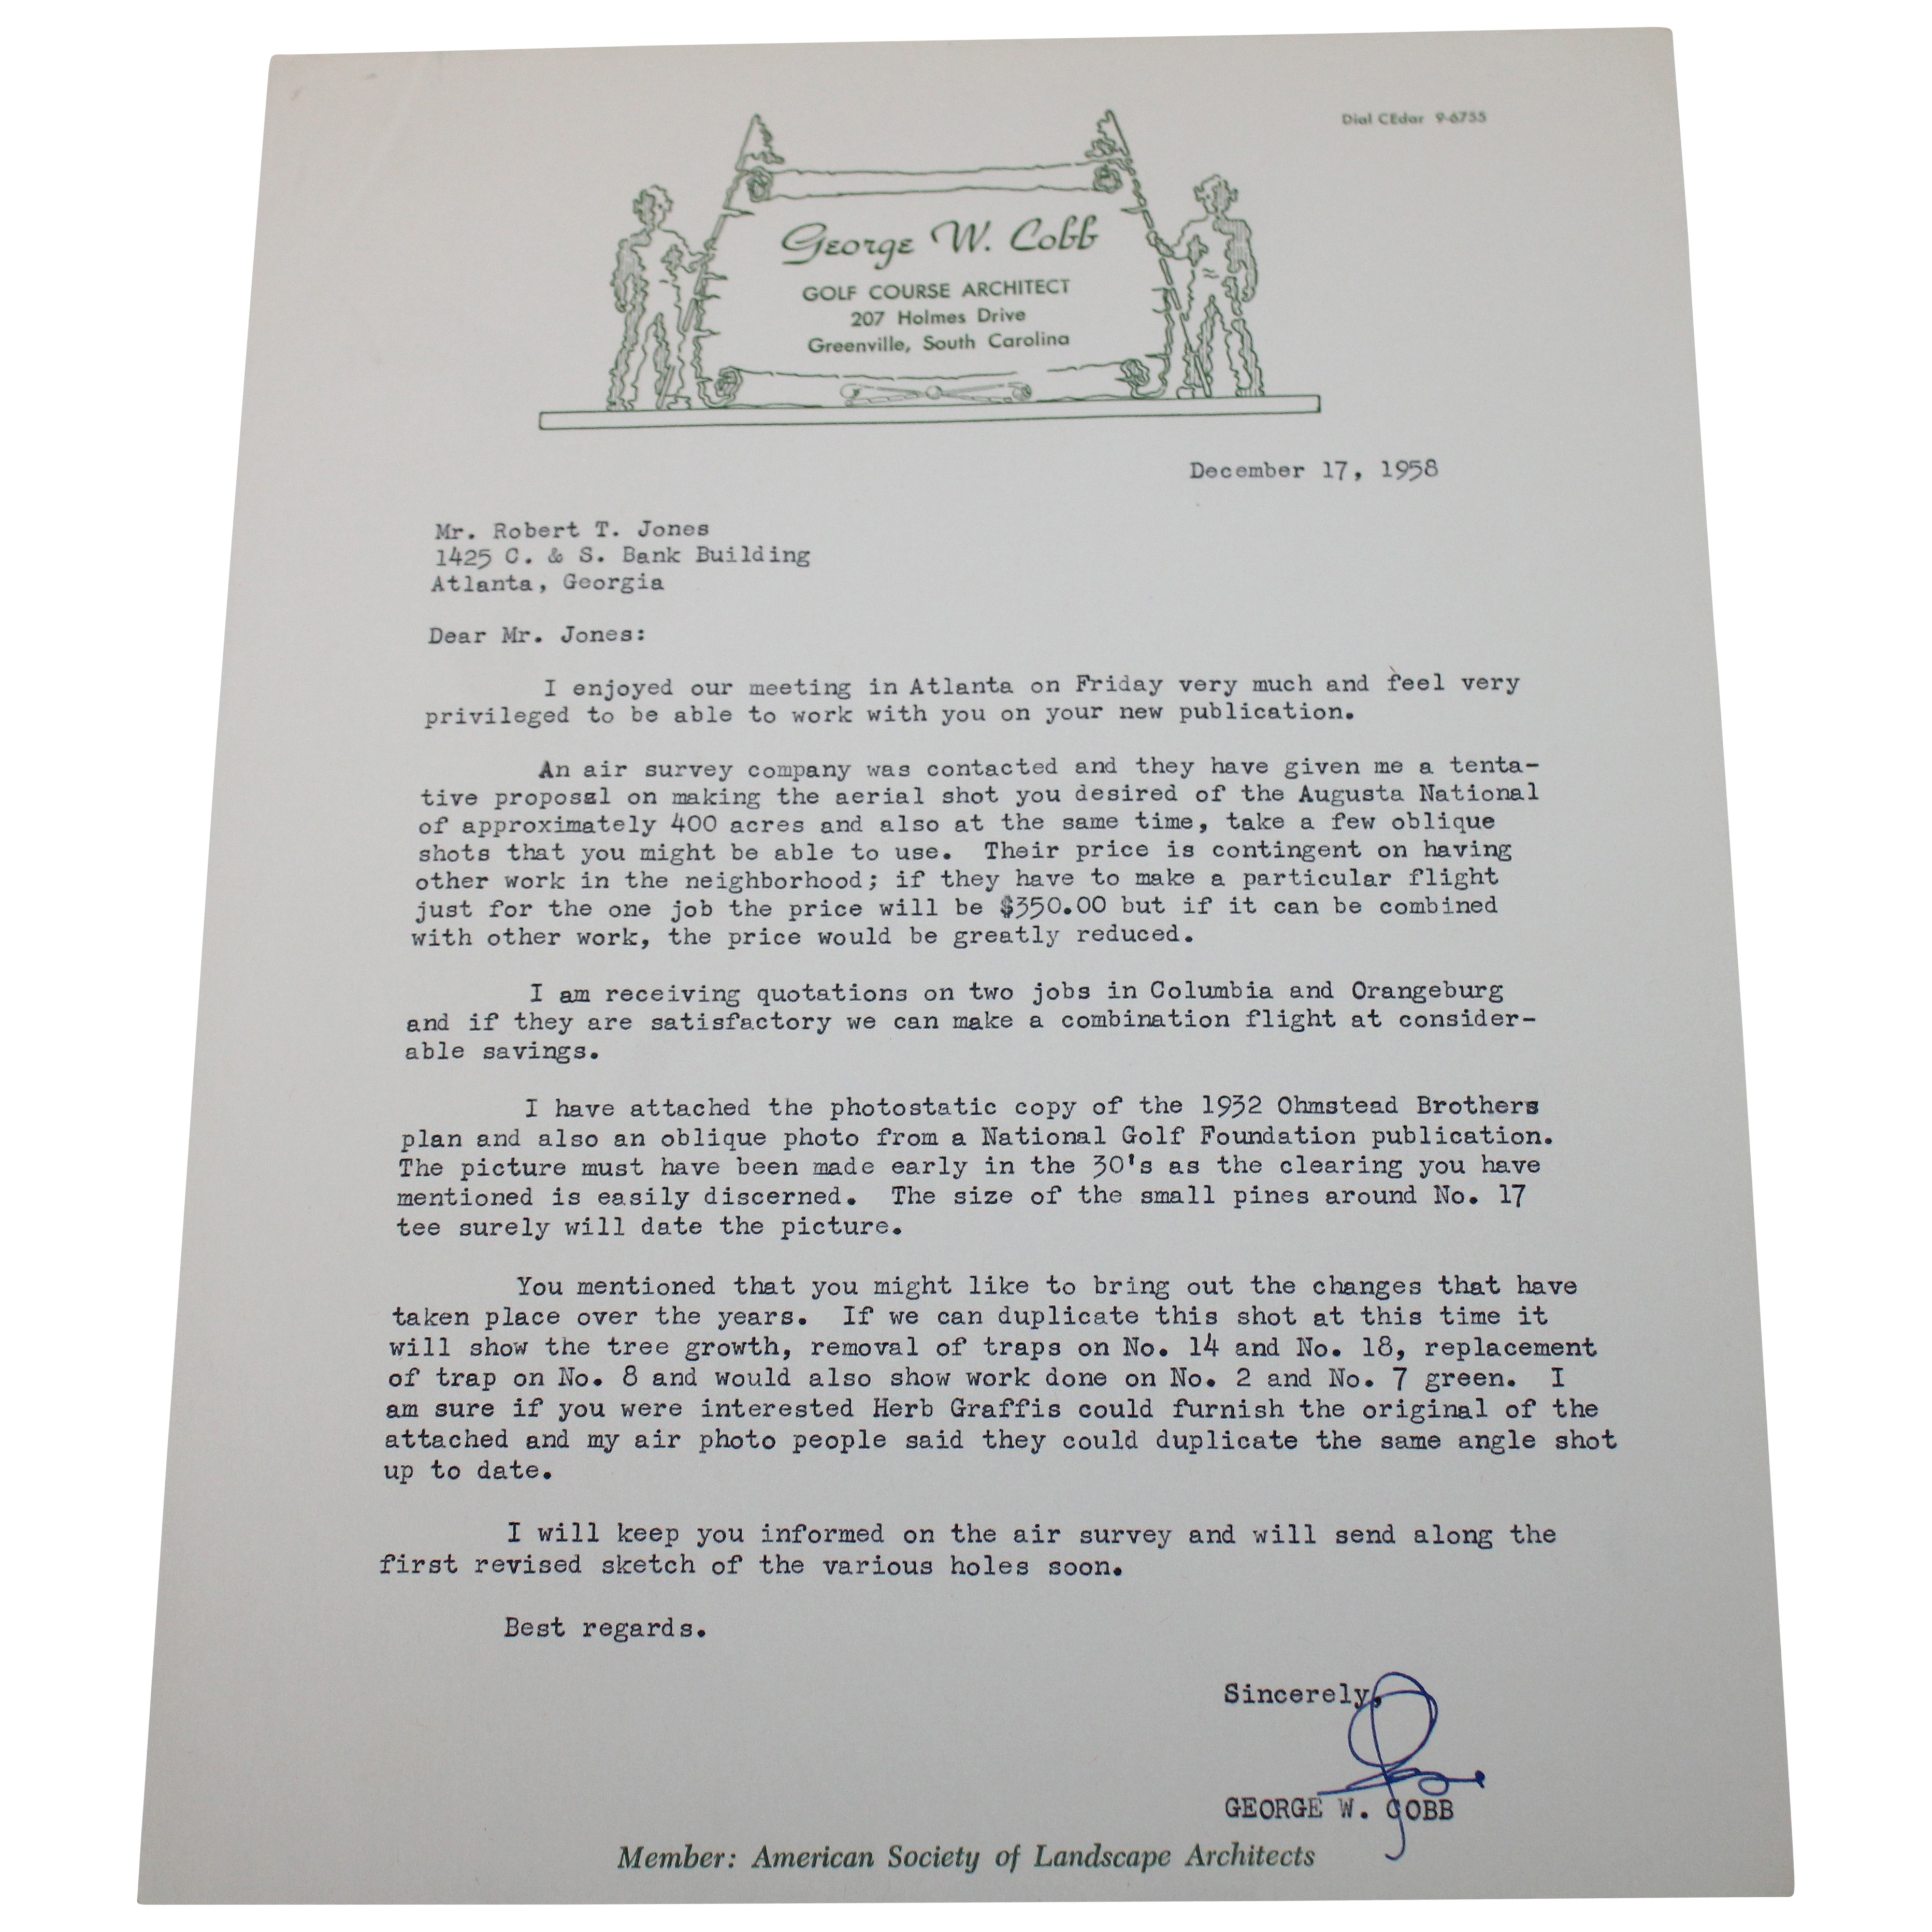 Dial CEdar 9-6755
George W. Cobb
GOLF COURSE ARCHITECT
207 Holmes Drive
Greenville, South Carolina
December 17, 1958
Mr. Robert T. Jones
1425 C. & S. Bank Building
Atlanta, Georgia
Dear Mr. Jones:
I enjoyed our meeting in Atlanta on Friday very much and feel very
privileged to be able to work with you on your new publication.
An air survey company was contacted and they have given me a tenta-
tive proposal on making the aerial shot you desired of the Augusta National
of approximately 400 acres and also at the same time, take a few oblique
shots that you might be able to use. Their price is contingent on having
other work in the neighborhood; if they have to make a particular flight
just for the one job the price will be $350.00 but if it can be combined
with other work, the price would be greatly reduced.
I am receiving quotations on two jobs in Columbia and Orangeburg
and if they are satisfactory we can make a combination flight at consider-
able savings.
I have attached the photostatic copy of the 1932 Ohmstead Brothers
plan and also an oblique photo from a National Golf Foundation publication.
The picture must have been made early in the 30's as the clearing you have
mentioned is easily discerned. The size of the small pines around No. 17
tee surely will date the picture.
You mentioned that you might like to bring out the changes that have
taken place over the years. If we can duplicate this shot at this time it
will show the tree growth, removal of traps on No. 14 and No. 18, replacement
of trap on No. 8 and would also show work done on No. 2 and No. 7 green. I
am sure if you were interested Herb Graffis could furnish the original of the
attached and my air photo people said they could duplicate the same angle shot
up to date.
I will keep you informed on the air survey and will send along the
first revised sketch of the various holes soon.
Best regards.
Sincerely,
GEORGE W. COBB
Member: American Society of Landscape Architects